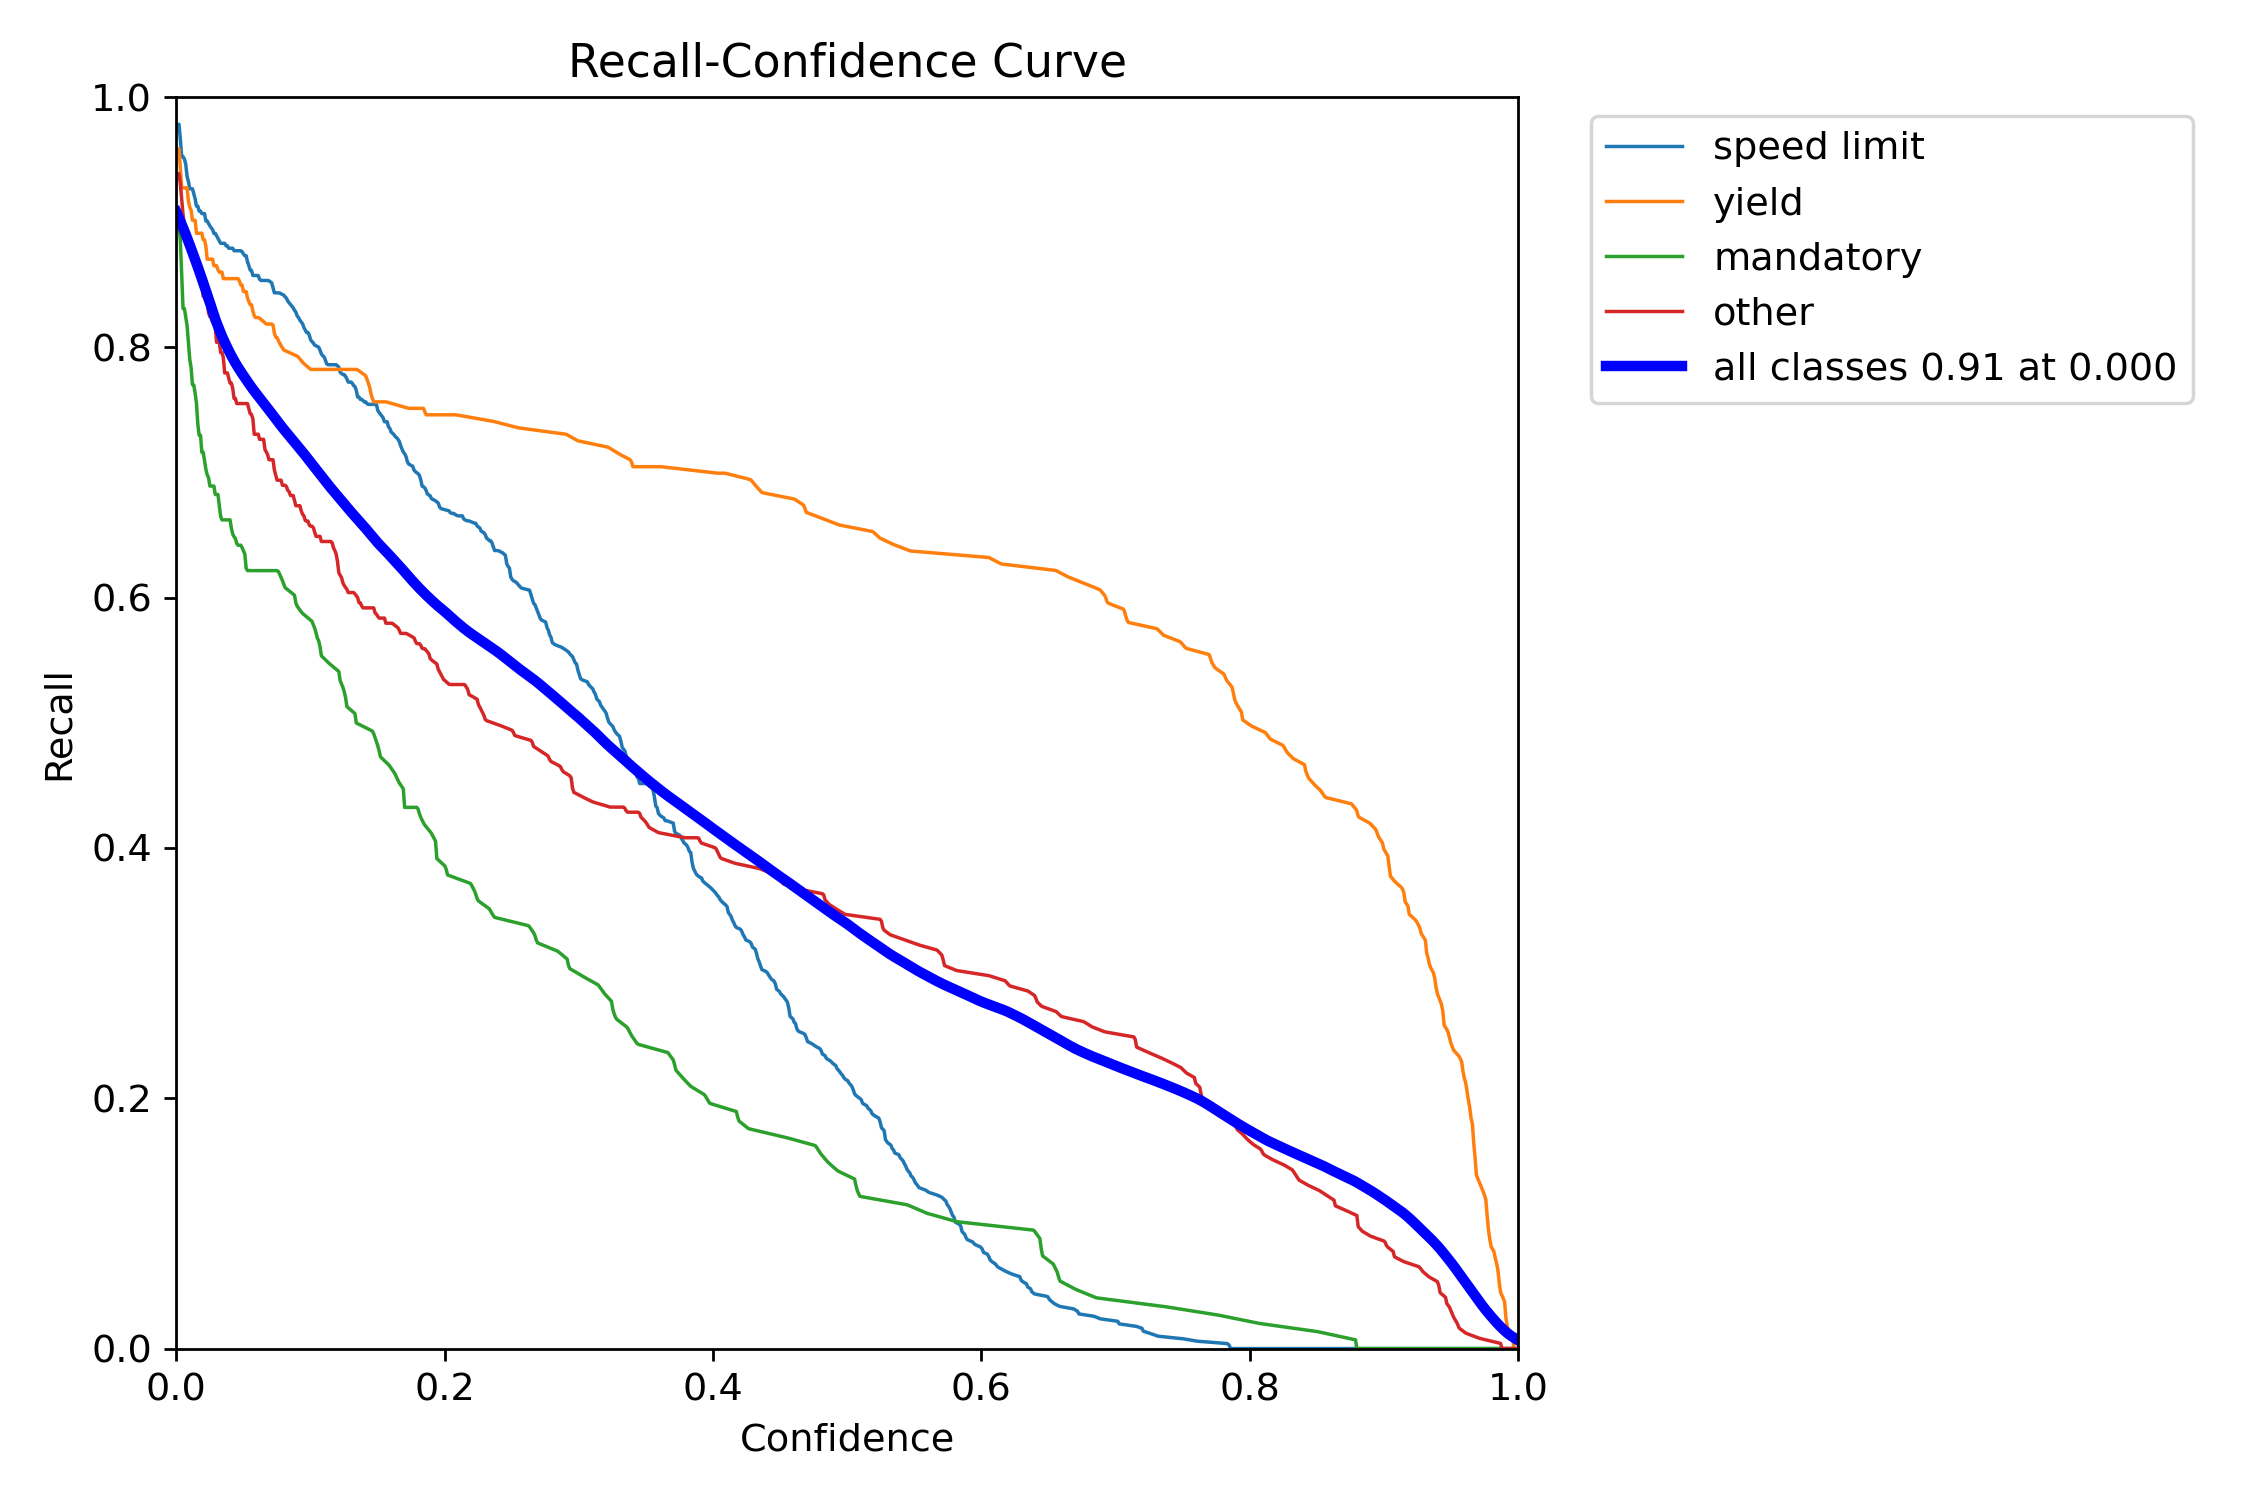 Recall-Confidence Curve
1.0
0.8
0.6
0.4
0.2
0.0
Recall
0.0 0.2 0.4 0.6 0.8 1.0
Confidence
speed limit
yield
mandatory
other
all classes 0.91 at 0.000